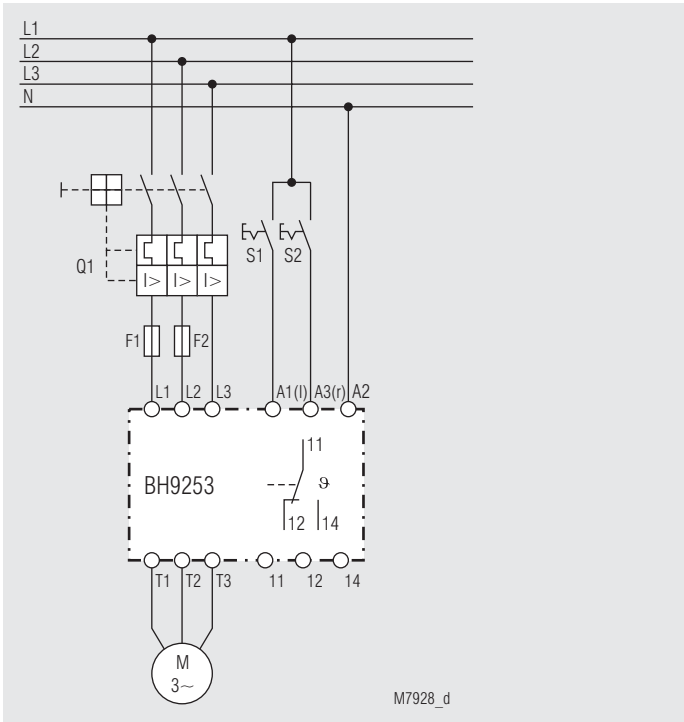 L1
L2
L3
N
Q1
I> I> I>
S1 S2
F1 F2
L1 L2 L3 A1(l) A3(r) A2
BH9253
11
ϑ
12 14
T1 T2 T3 11 12 14
M
3~
M7928_d